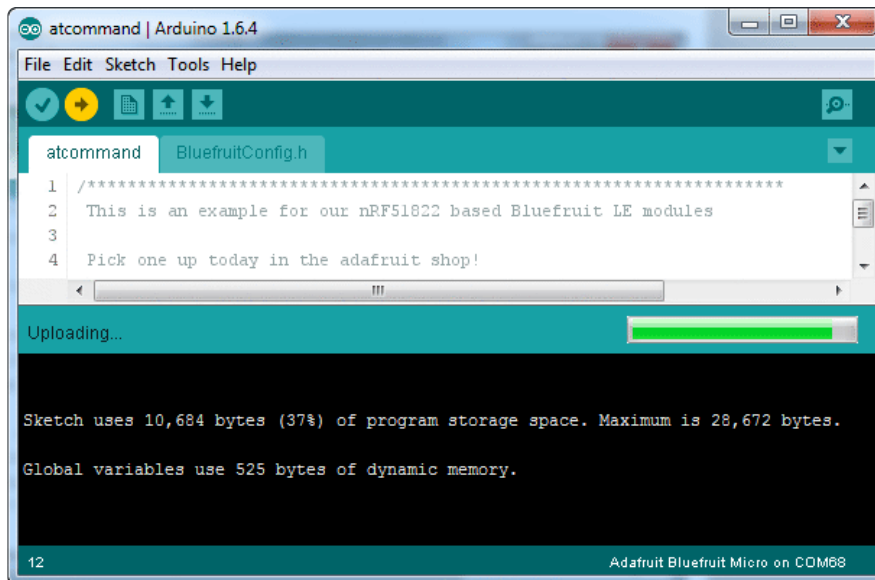 atcommand | Arduino 1.6.4
File Edit Sketch Tools Help
atcommand BluefruitConfig.h
1 /*********************************************************************
2 This is an example for our nRF51822 based Bluefruit LE modules
3
4 Pick one up today in the adafruit shop!
Uploading...
Sketch uses 10,684 bytes (37%) of program storage space. Maximum is 28,672 bytes.
Global variables use 525 bytes of dynamic memory.
12 Adafruit Bluefruit Micro on COM68